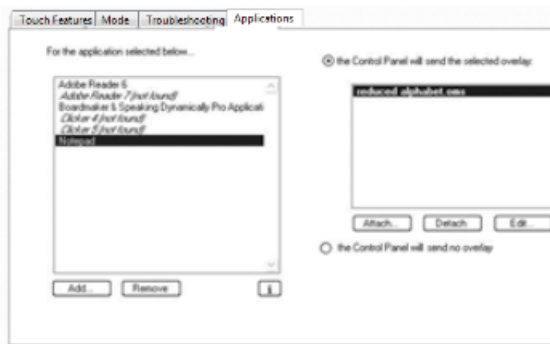 Touch Features Mode Troubleshooting Applications
For the application selected below...
Adobe Reader 6
Adobe Reader 7 (not found)
Boardmaker & Speaking Dynamically Pro Applicati
Clicker 4 (not found)
Clicker 5 (not found)
Notepad
Add... Remove i
the Control Panel will send the selected overlay:
reduced alphabet.oms
Attach... Detach Edit...
the Control Panel will send no overlay